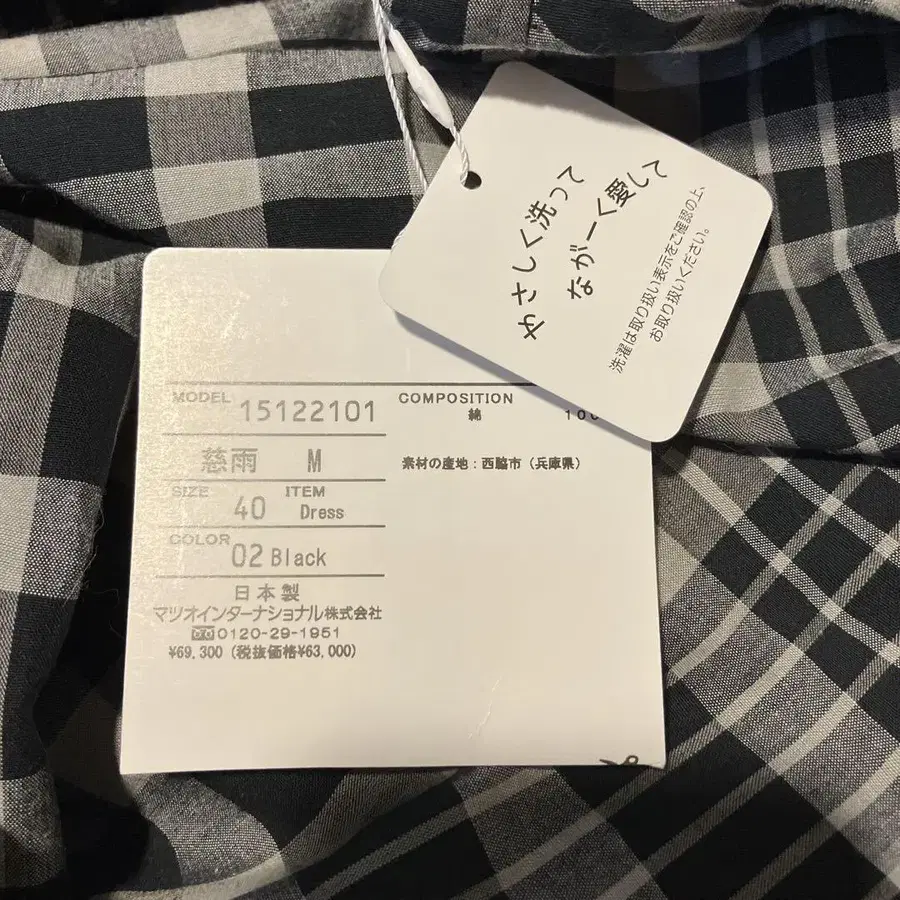 やさしく洗って
ながーく愛して
洗濯は取り扱い表示をご確認の上、
お取り扱いください。
MODEL 15122101
慈雨 M
SIZE 40 ITEM Dress
COLOR 02 Black
日本製
マツオインターナショナル株式会社
0120-29-1951
¥69,300 (税抜価格¥63,000)
COMPOSITION
綿 100
素材の産地:西脇市(兵庫県)